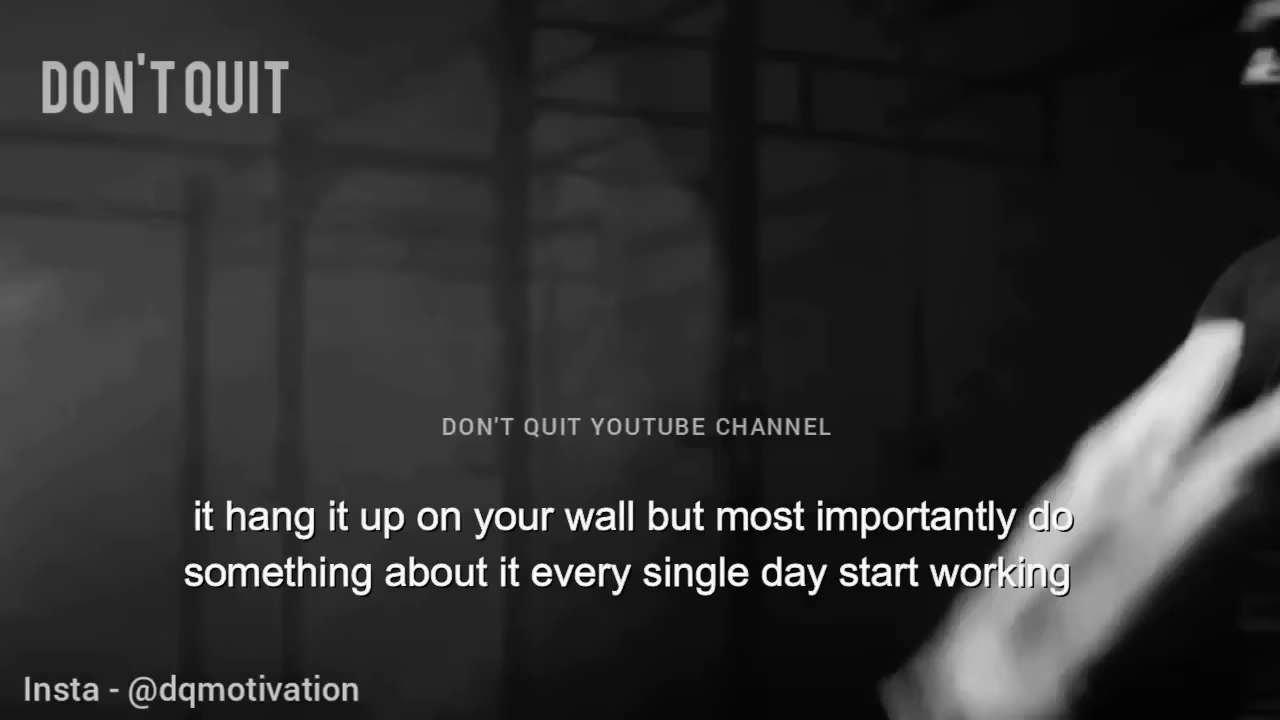 DON'T QUIT
DON'T QUIT YOUTUBE CHANNEL
it hang it up on your wall but most importantly do
something about it every single day start working
Insta - @dqmotivation